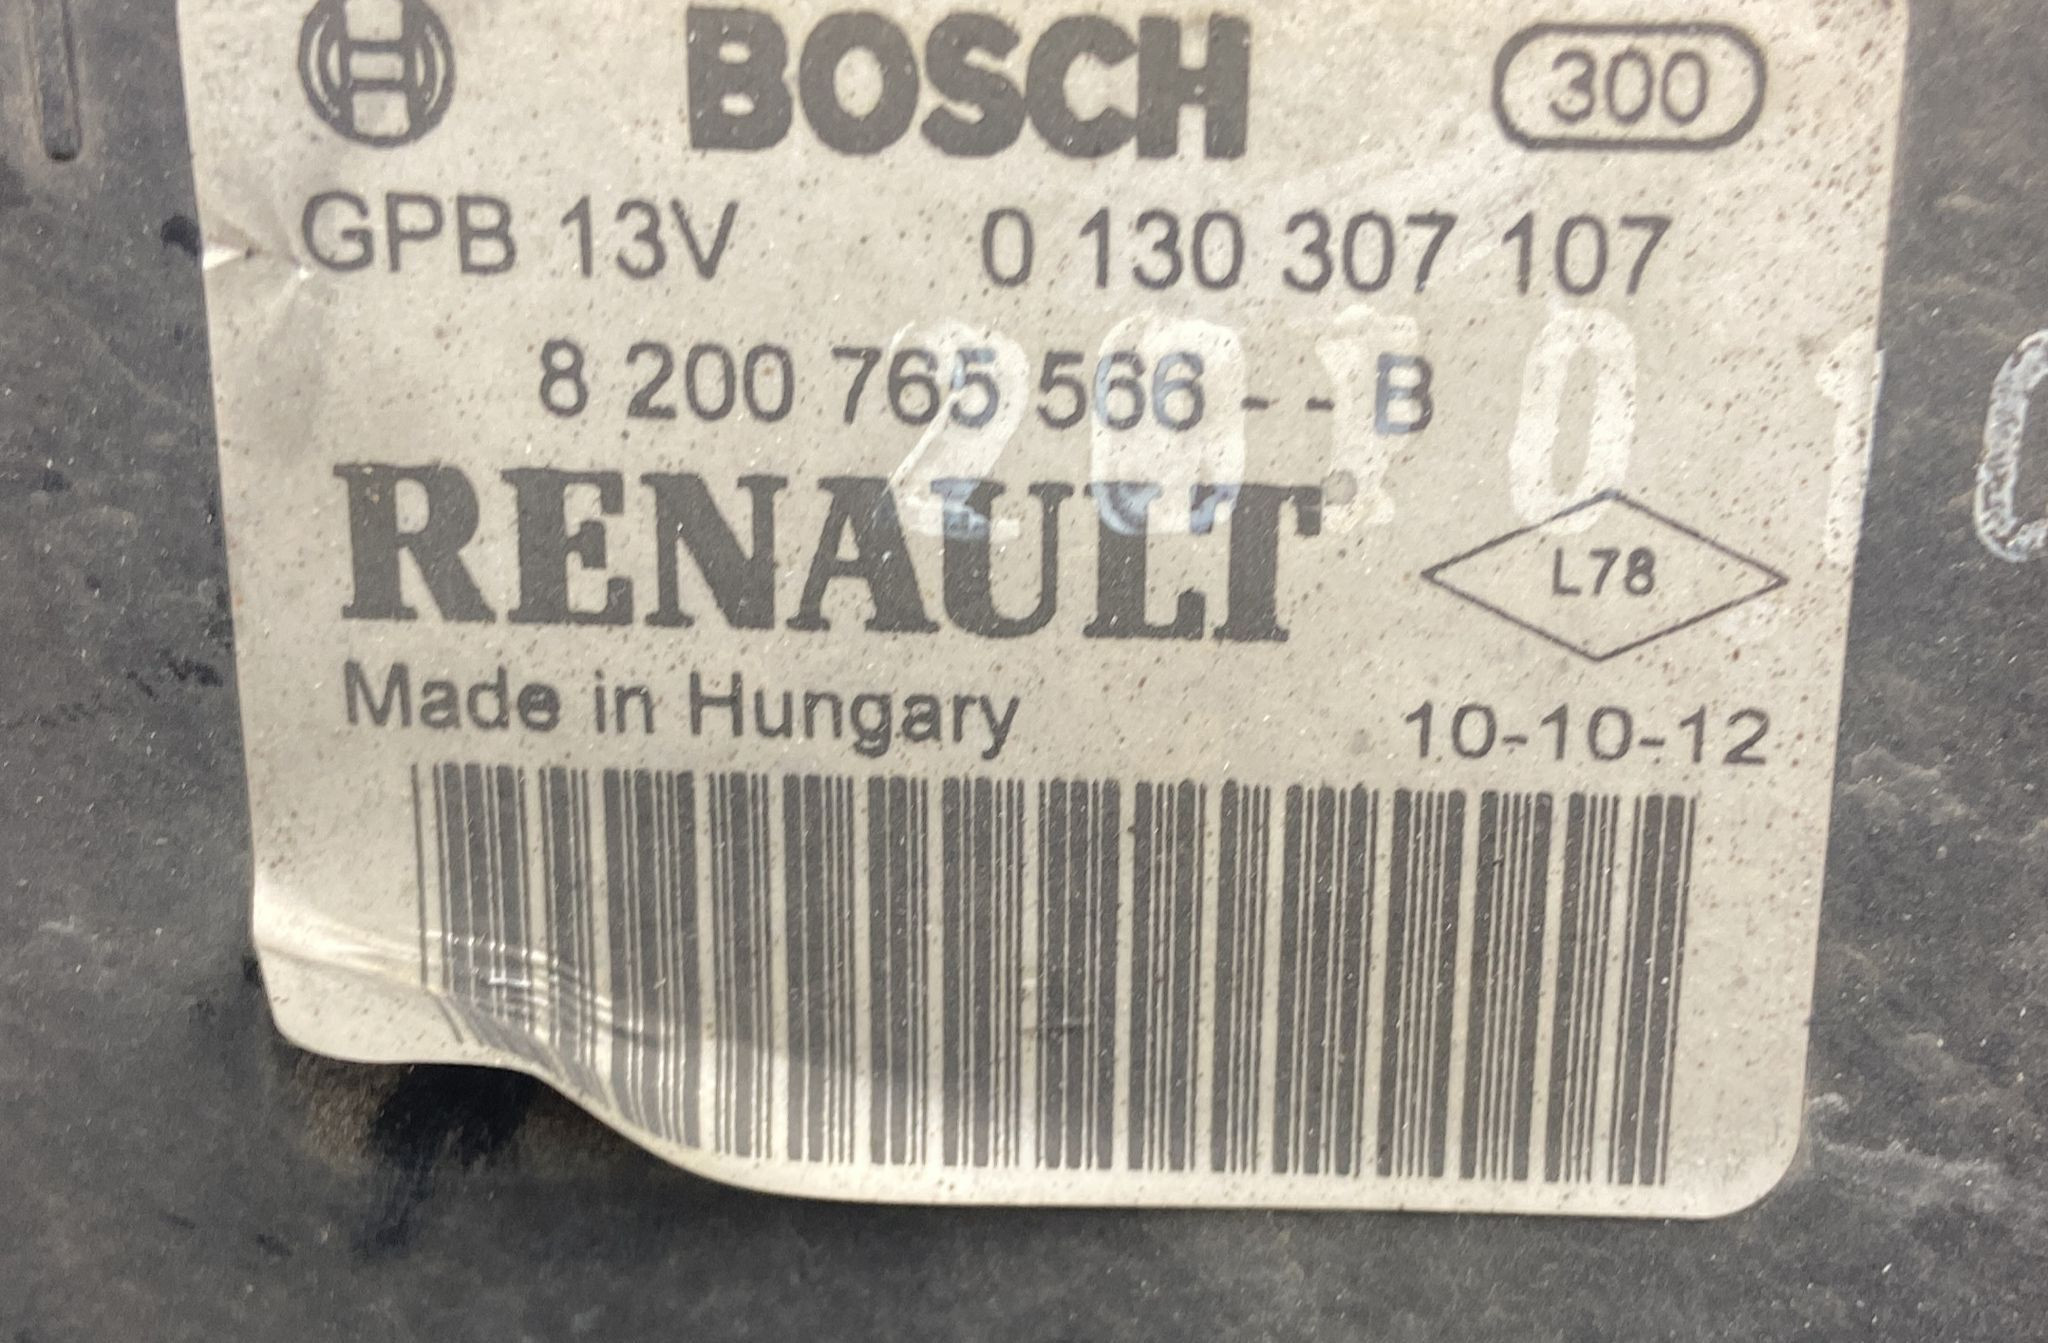 BOSCH 300
GPB 13V 0 130 307 107
8 200 765 566 - - B
RENAULT L78
Made in Hungary 10-10-12